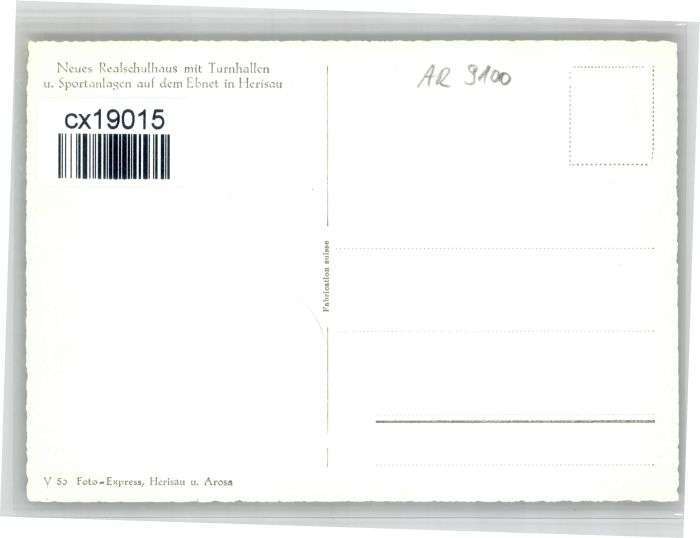 Neues Realschulhaus mit Turnhallen
u. Sportanlagen auf dem Ebnet in Herisau
cx19015
AR 9100
Fabrication suisse
V 85 Foto-Express, Herisau u. Arosa